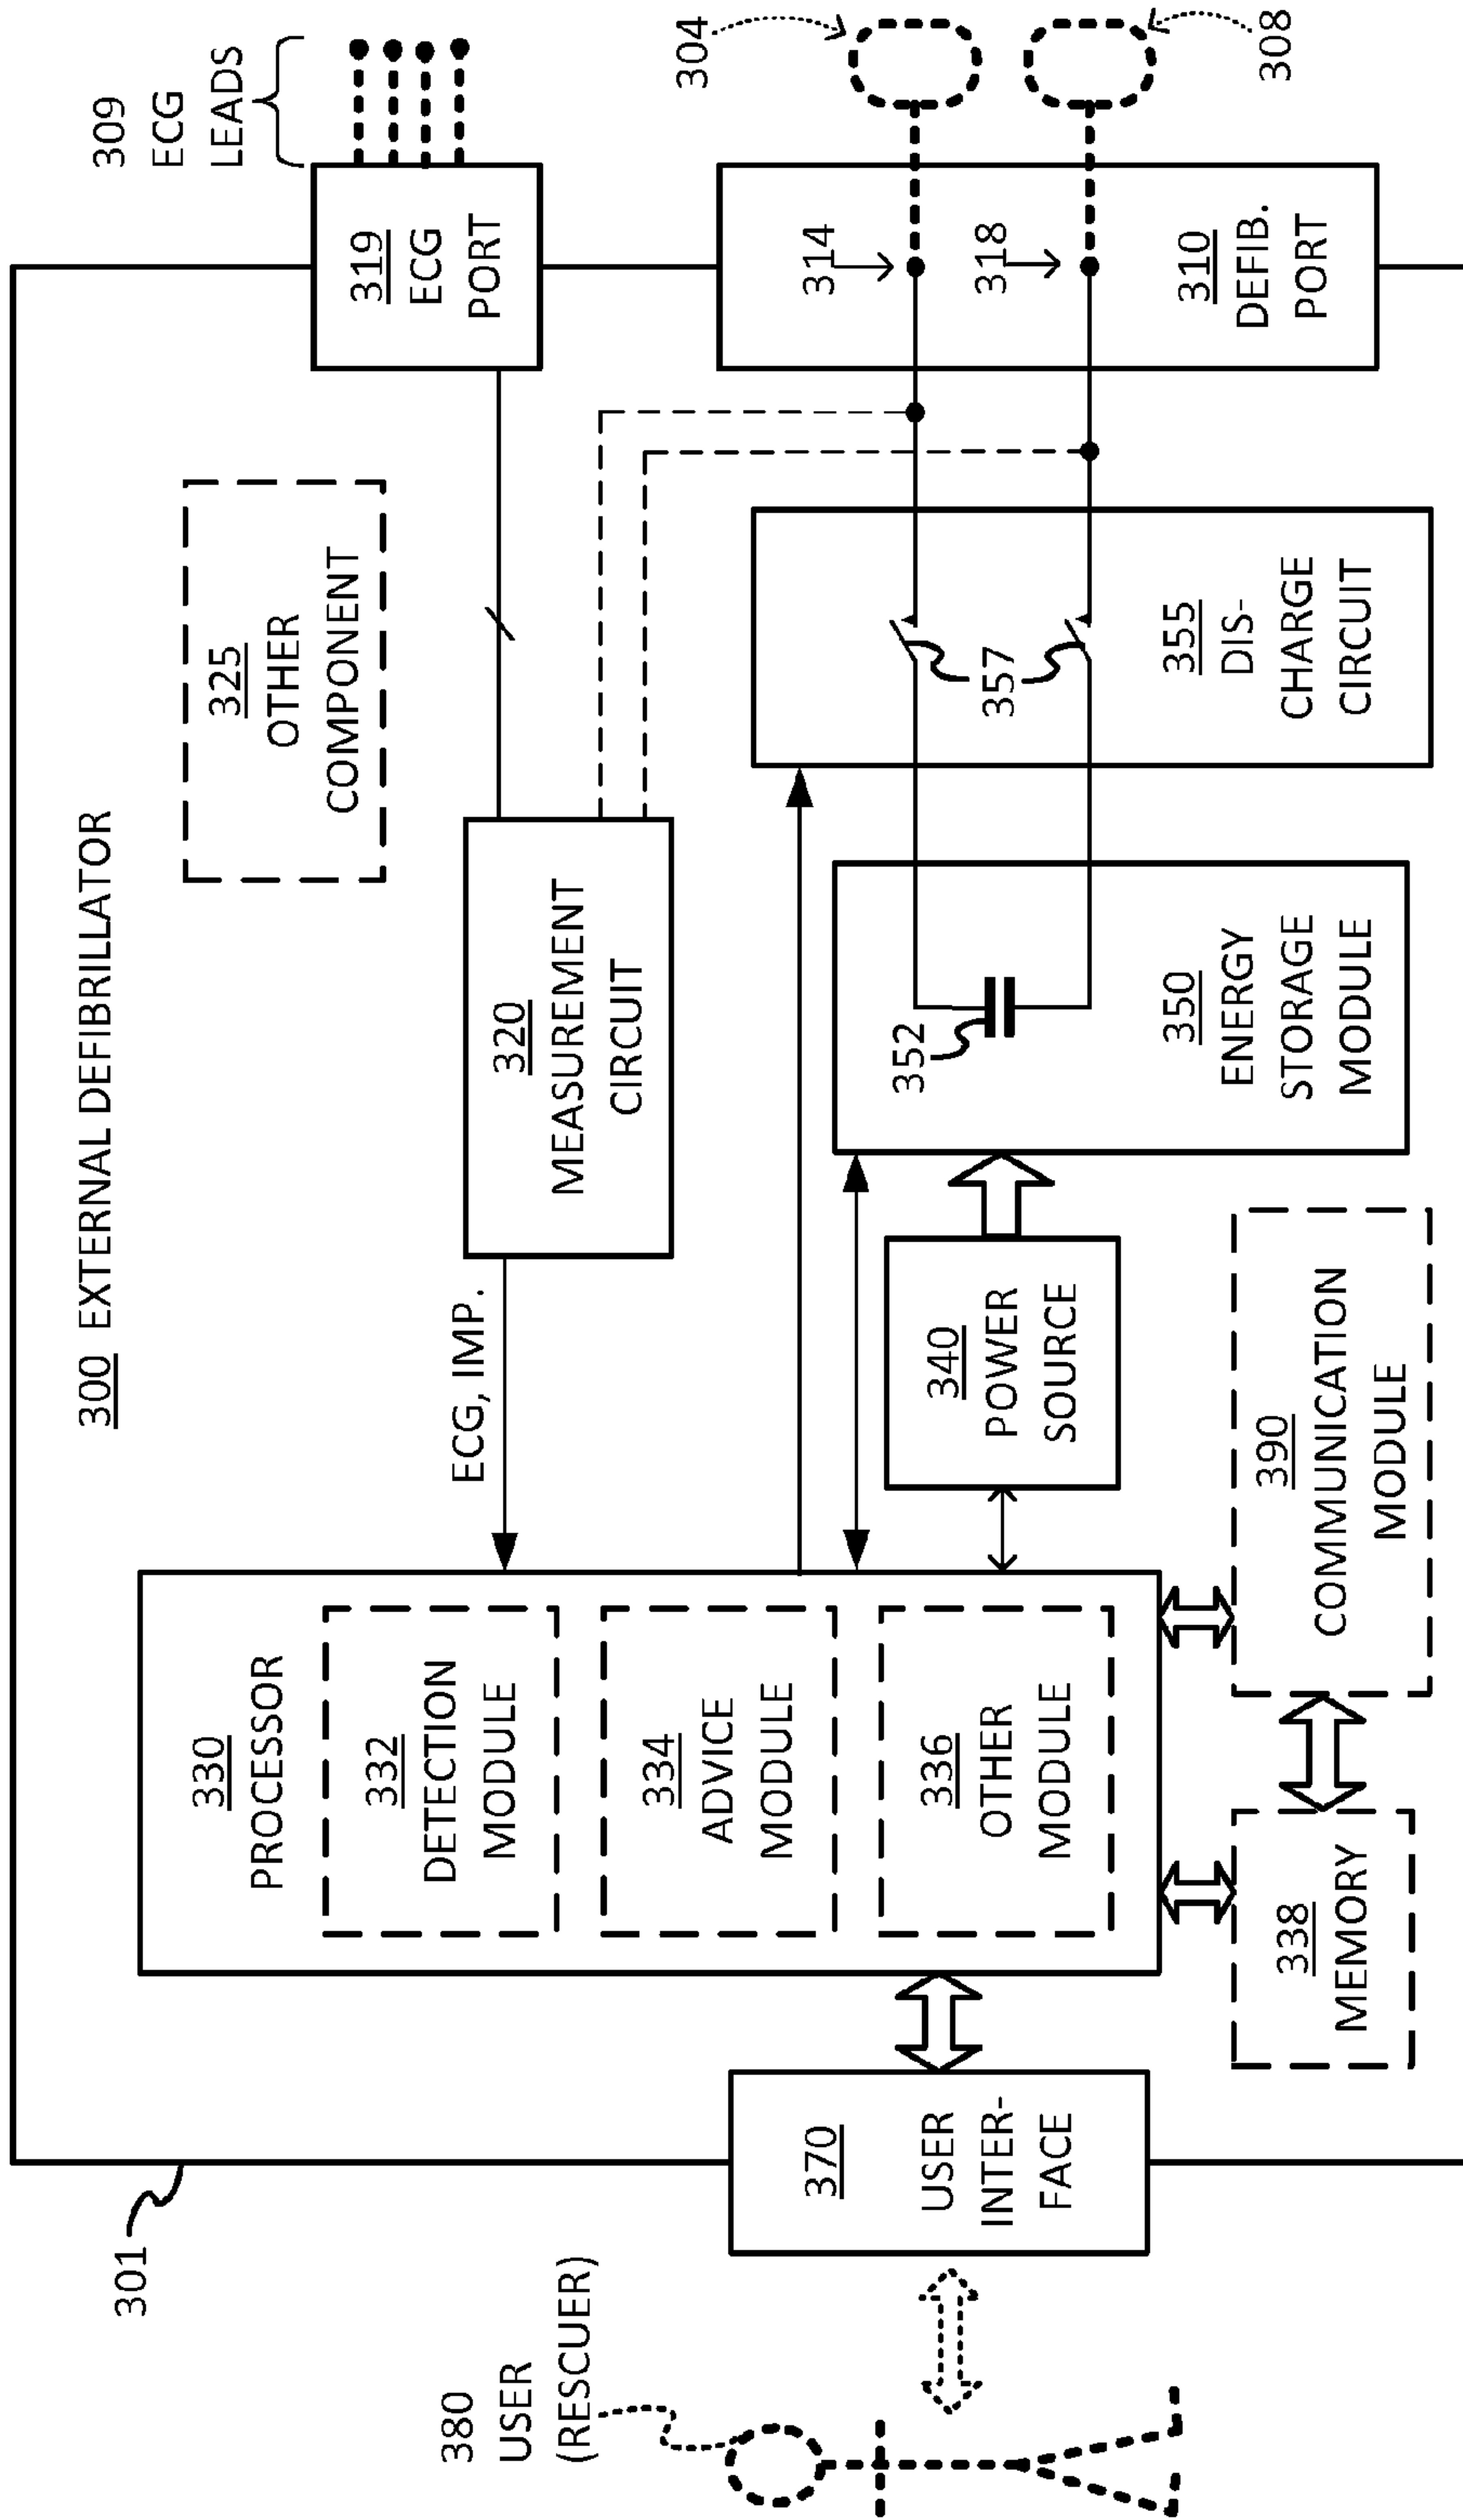 300 EXTERNAL DEFIBRILLATOR
301
309
ECG
LEADS
319
ECG
PORT
325
OTHER
COMPONENT
320
MEASUREMENT
CIRCUIT
ECG, IMP.
330
PROCESSOR
332
DETECTION
MODULE
334
ADVICE
MODULE
336
OTHER
MODULE
380
USER
(RESCUER)
370
USER
INTER-
FACE
340
POWER
SOURCE
352
350
ENERGY
STORAGE
MODULE
357
355
DIS-
CHARGE
CIRCUIT
314
318
310
DEFIB.
PORT
304
308
338
MEMORY
390
COMMUNICATION
MODULE